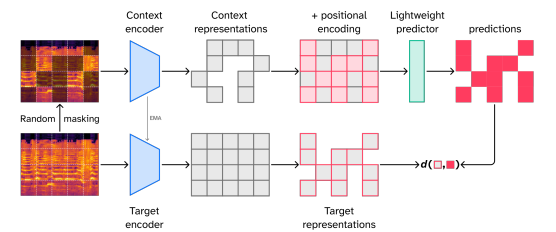 Context
encoder
Context
representations
+ positional
encoding
Lightweight
predictor
predictions
Random masking
EMA
d( , )
Target
encoder
Target
representations